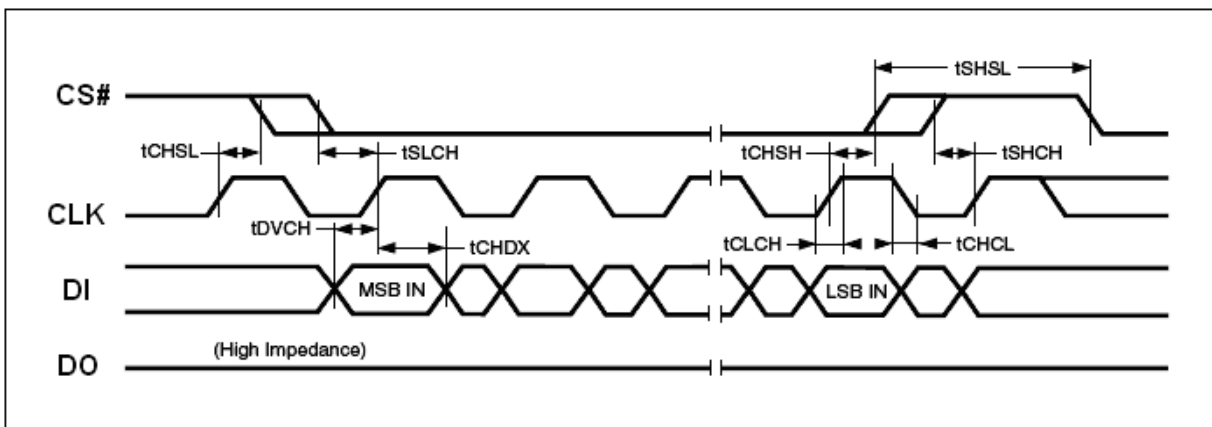 tSHSL
CS#
tCHSL
tSLCH
tCHSH
tSHCH
CLK
tDVCH
tCHDX
tCLCH
tCHCL
DI
MSB IN
LSB IN
(High Impedance)
DO